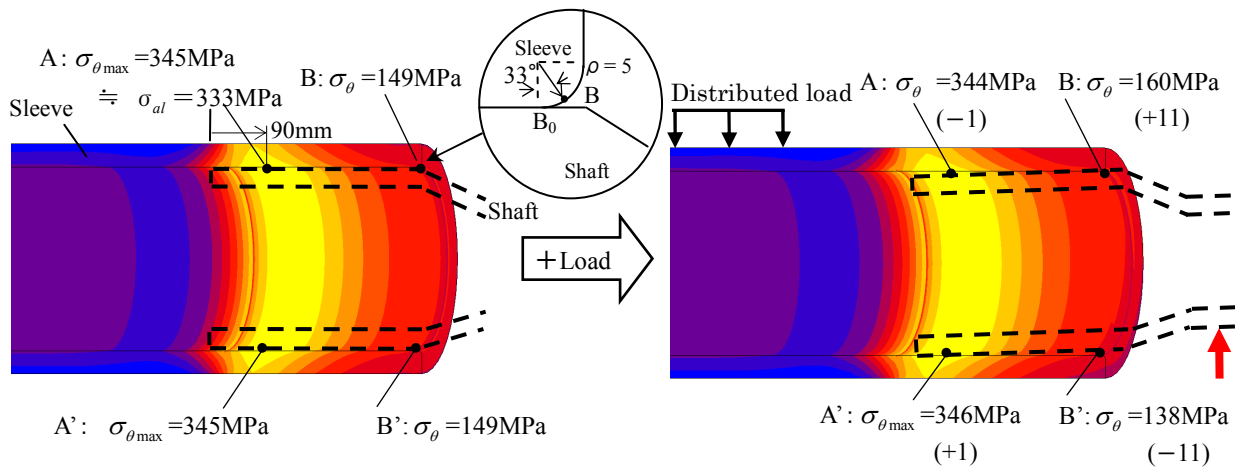 A: σθmax =345MPa
≒ σal =333MPa
Sleeve
90mm
B: σθ =149MPa
Shaft
A’: σθmax =345MPa
B’: σθ =149MPa
Sleeve
33°
ρ = 5
B
B0
Shaft
+Load
Distributed load
A: σθ =344MPa
(−1)
B: σθ =160MPa
(+11)
A’: σθmax =346MPa
(+1)
B’: σθ =138MPa
(−11)